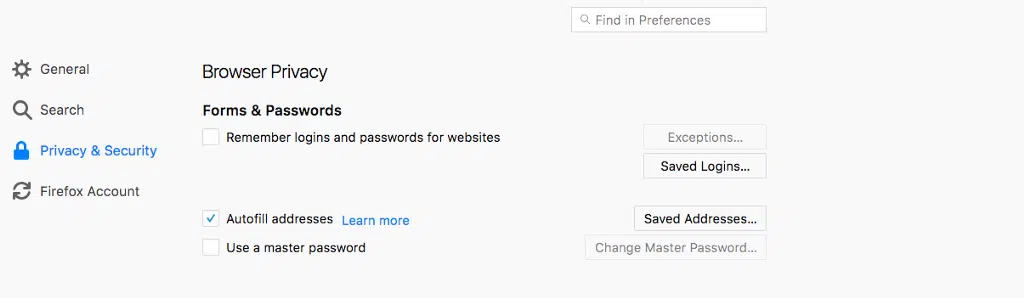 Find in Preferences
General
Browser Privacy
Search
Forms & Passwords
Remember logins and passwords for websites
Exceptions...
Privacy & Security
Saved Logins...
Firefox Account
Autofill addresses Learn more
Saved Addresses...
Use a master password
Change Master Password...